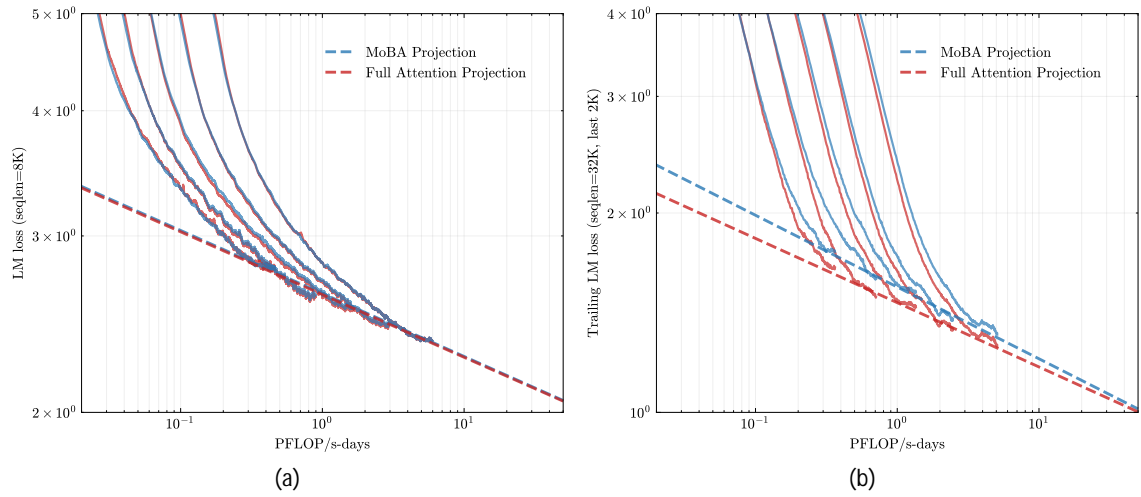 5 × 10⁰
4 × 10⁰
3 × 10⁰
2 × 10⁰
LM loss (seqlen=8K)
MoBA Projection
Full Attention Projection
10⁻¹ 10⁰ 10¹
PFLOP/s-days
(a)
4 × 10⁰
3 × 10⁰
2 × 10⁰
10⁰
Trailing LM loss (seqlen=32K, last 2K)
MoBA Projection
Full Attention Projection
10⁻¹ 10⁰ 10¹
PFLOP/s-days
(b)